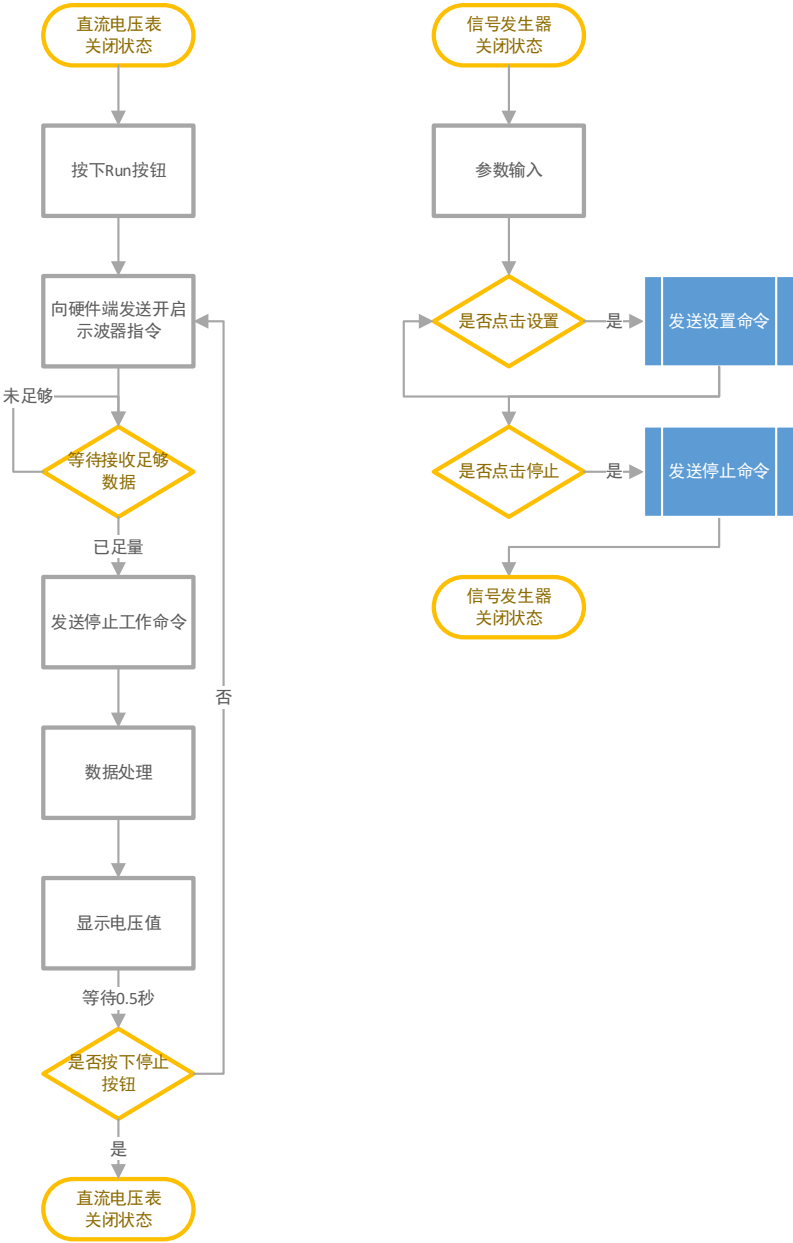 直流电压表
关闭状态
按下Run按钮
向硬件端发送开启
示波器指令
未足够
等待接收足够
数据
已足量
发送停止工作命令
否
数据处理
显示电压值
等待0.5秒
是否按下停止
按钮
是
直流电压表
关闭状态
信号发生器
关闭状态
参数输入
是否点击设置
是
发送设置命令
是否点击停止
是
发送停止命令
信号发生器
关闭状态